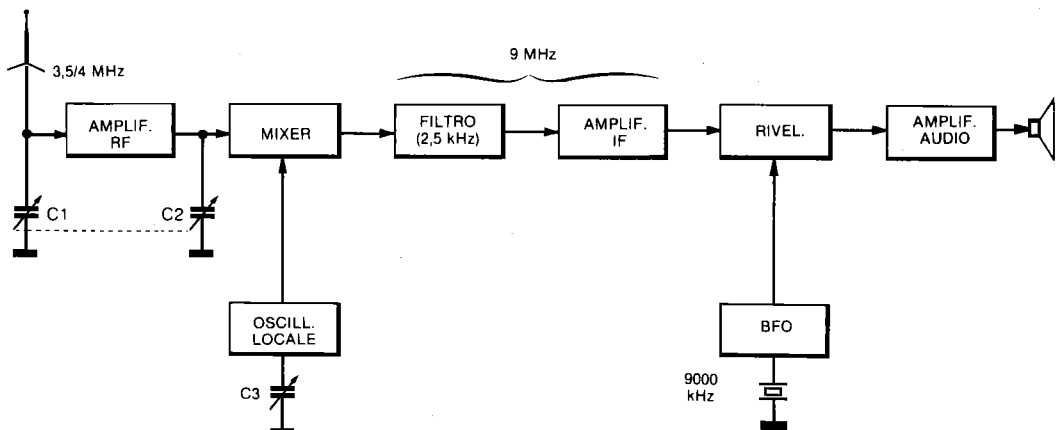 9 MHz
3,5/4 MHz
AMPLIF.
RF
MIXER
FILTRO
(2,5 kHz)
AMPLIF.
IF
RIVEL.
AMPLIF.
AUDIO
C1
C2
OSCILL.
LOCALE
BFO
C3
9000
kHz